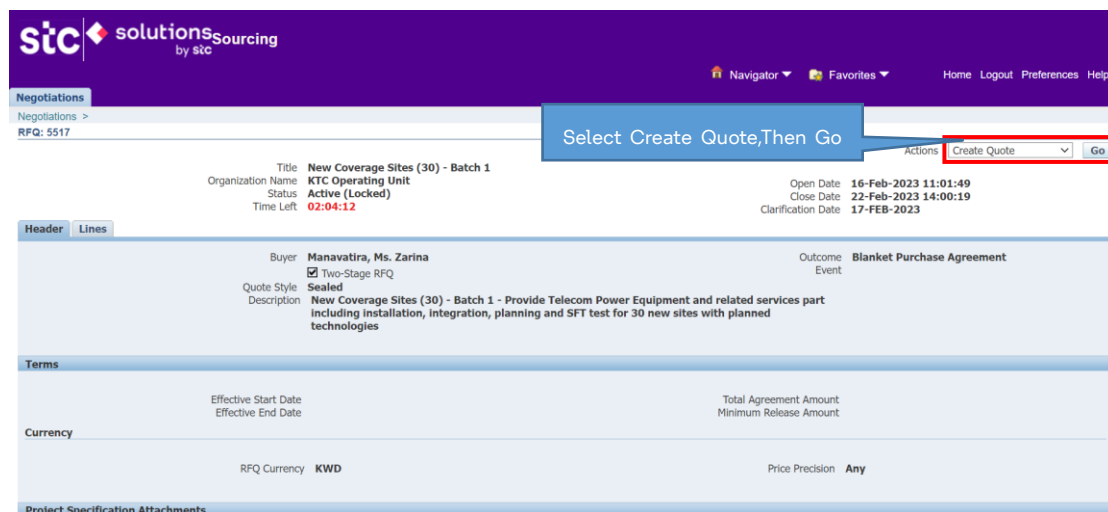 stc solutions Sourcing
by stc
Navigator Favorites Home Logout Preferences Help
Negotiations
Negotiations >
RFQ: 5517
Select Create Quote,Then Go
Actions Create Quote Go
Title New Coverage Sites (30) - Batch 1
Organization Name KTC Operating Unit
Status Active (Locked)
Time Left 02:04:12
Open Date 16-Feb-2023 11:01:49
Close Date 22-Feb-2023 14:00:19
Clarification Date 17-FEB-2023
Header Lines
Buyer Manavatira, Ms. Zarina
Two-Stage RFQ
Quote Style Sealed
Description New Coverage Sites (30) - Batch 1 - Provide Telecom Power Equipment and related services part
including installation, integration, planning and SFT test for 30 new sites with planned
technologies
Outcome Blanket Purchase Agreement
Event
Terms
Effective Start Date
Effective End Date
Total Agreement Amount
Minimum Release Amount
Currency
RFQ Currency KWD
Price Precision Any
Project Specification Attachments